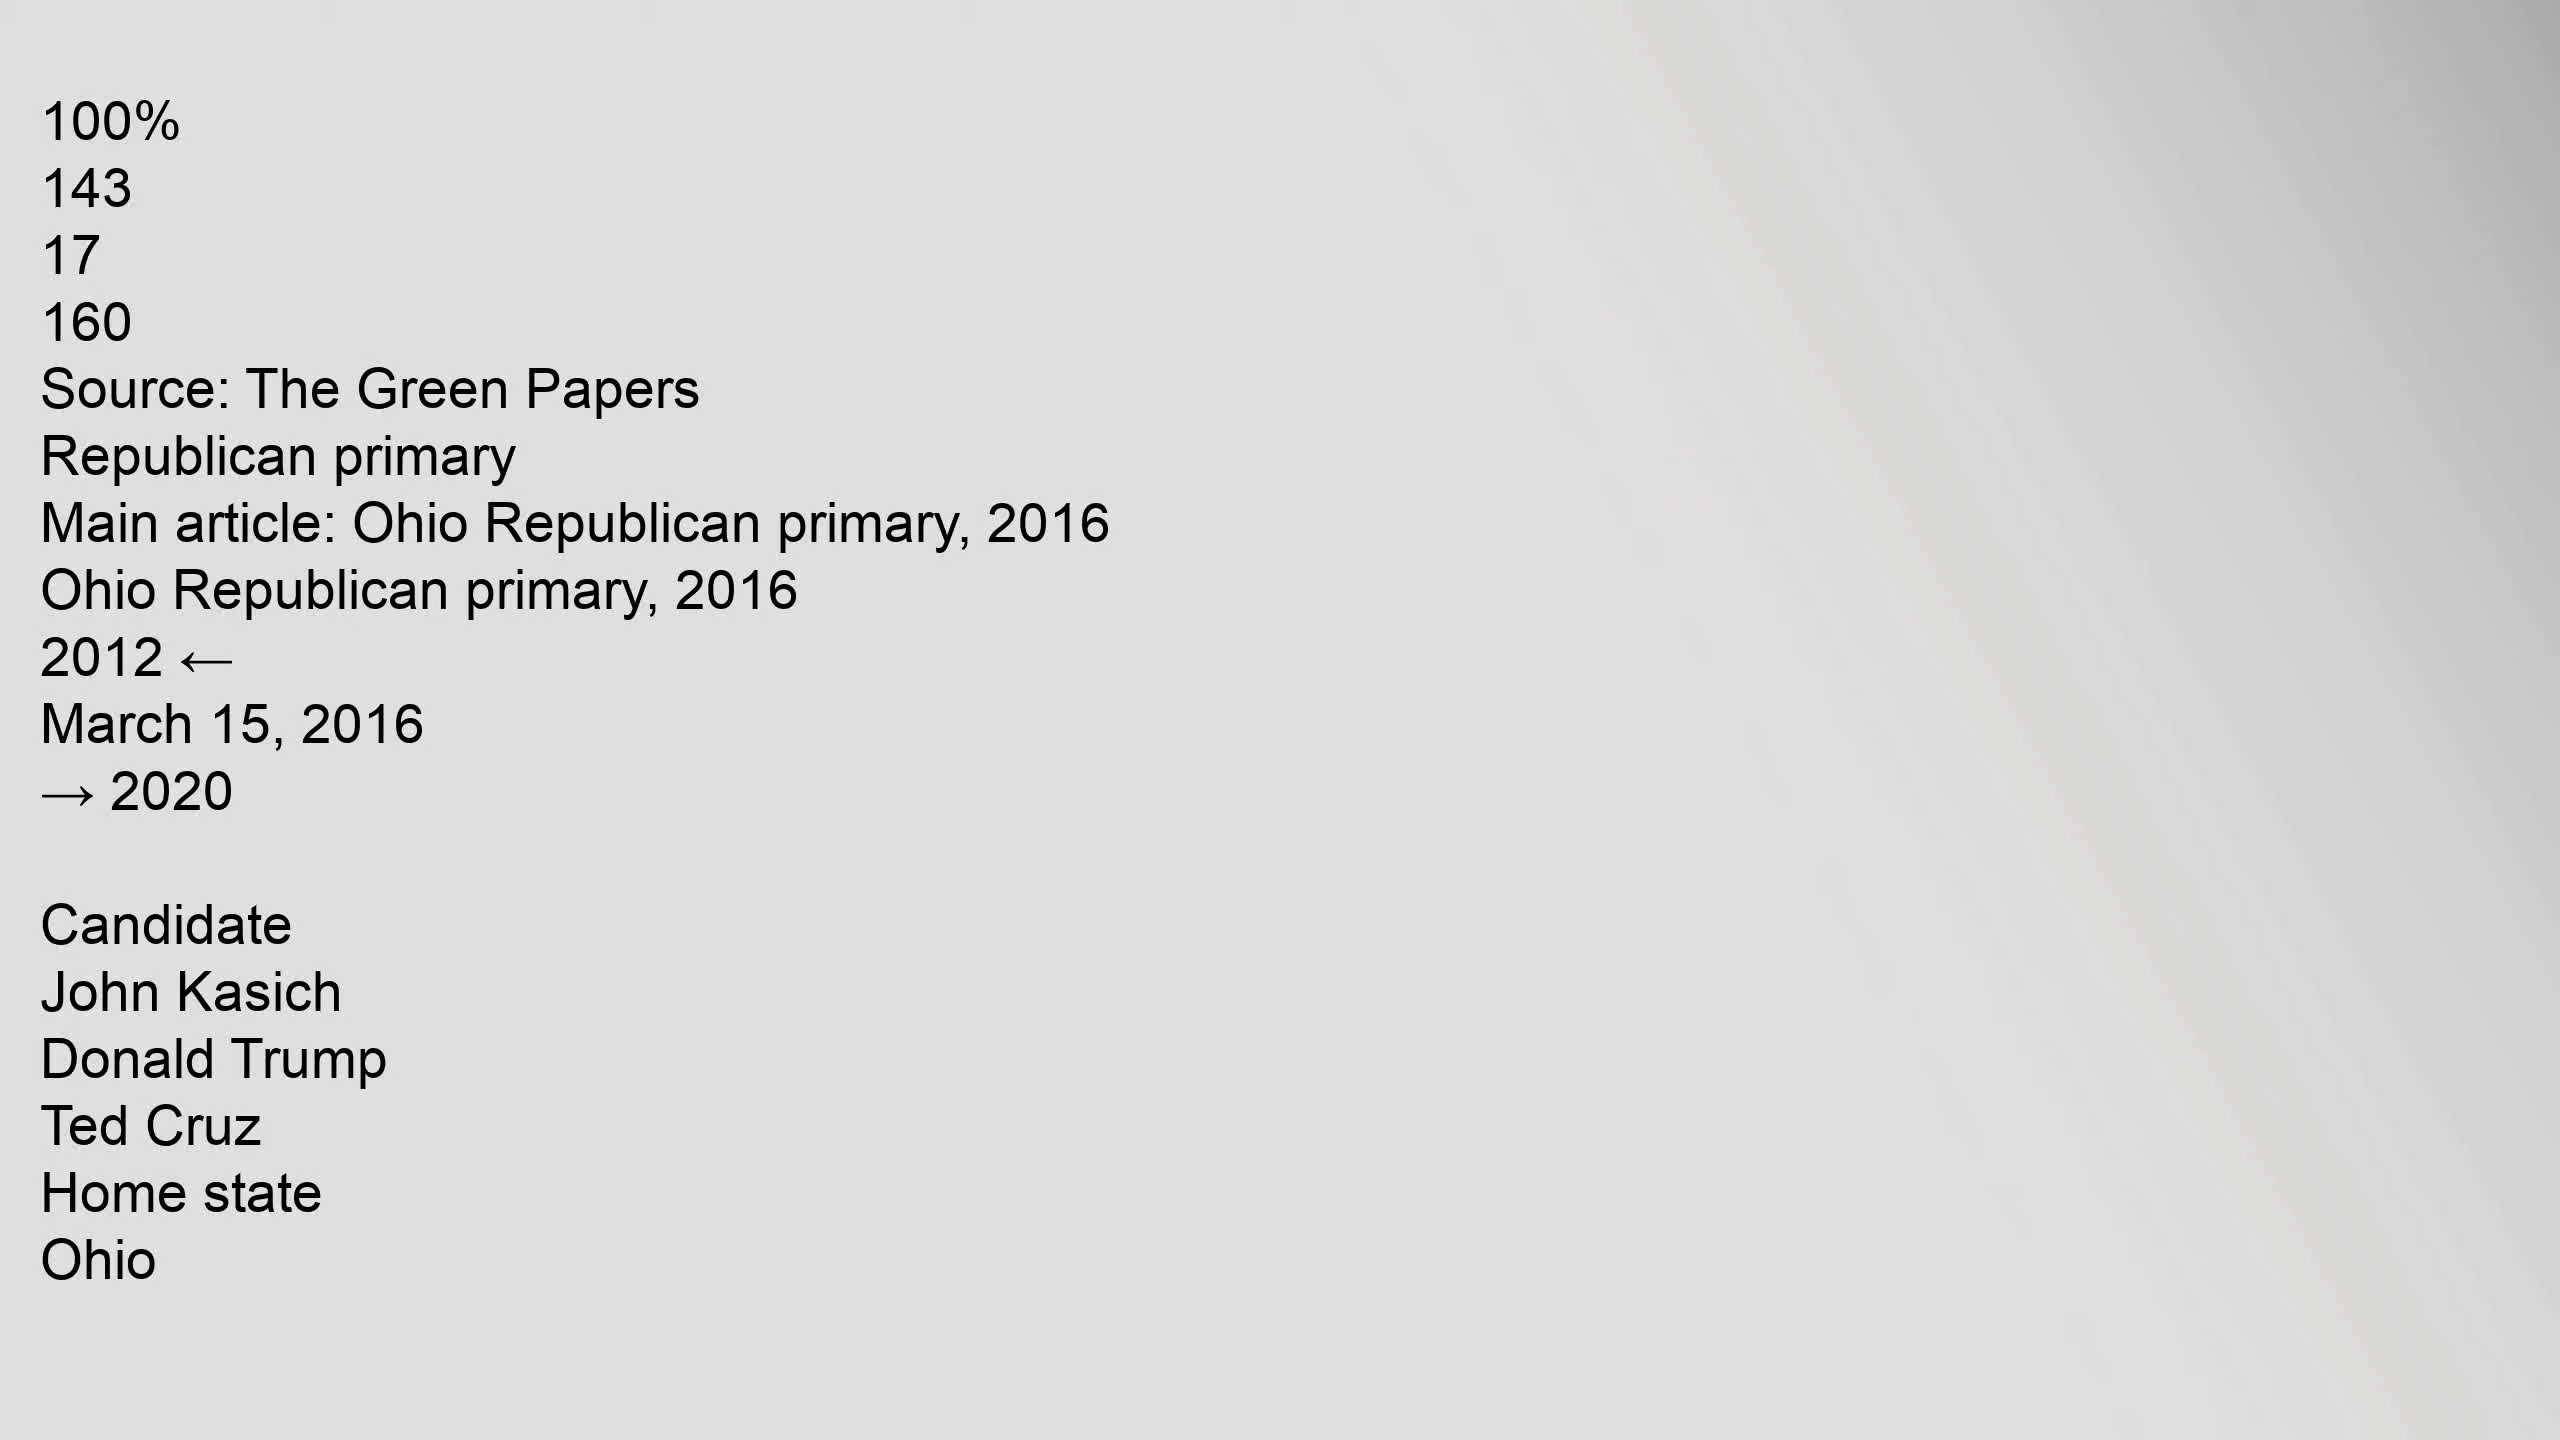 100%
143
17
160
Source: The Green Papers
Republican primary
Main article: Ohio Republican primary, 2016
Ohio Republican primary, 2016
2012 ←
March 15, 2016
→ 2020
Candidate
John Kasich
Donald Trump
Ted Cruz
Home state
Ohio